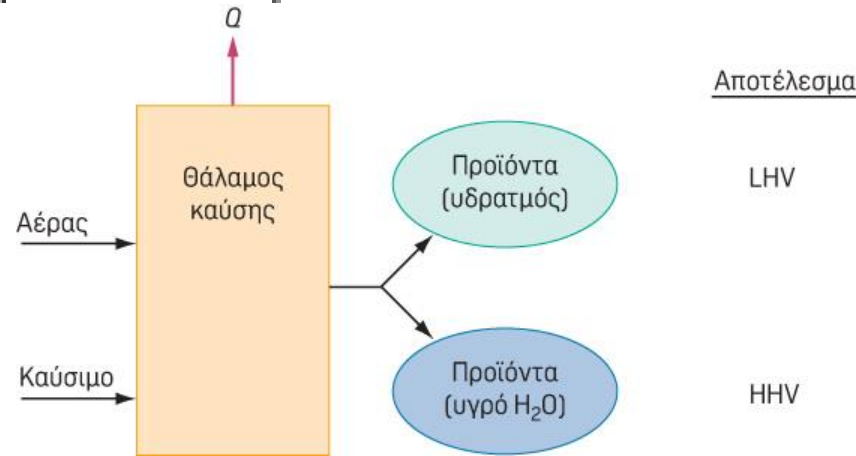 Q
Αποτέλεσμα
Θάλαμος
καύσης
Προϊόντα
(υδρατμός)
LHV
Αέρας
Καύσιμο
Προϊόντα
(υγρό H₂O)
HHV